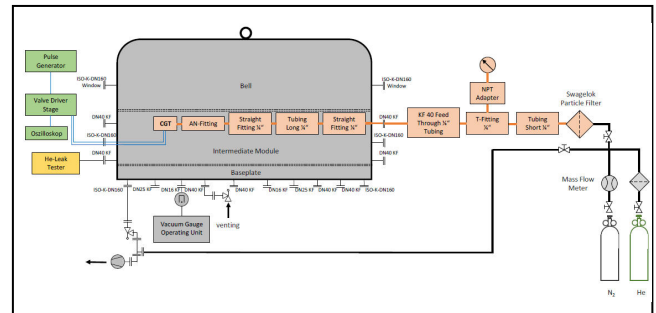 Pulse
Generator
Valve Driver
Stage
Oszilloskop
He-Leak
Tester
ISO-K-DN160
Window
DN40 KF
ISO-K-DN160
DN40 KF
Bell
CGT
AN-Fitting
Straight
Fitting ¼"
Tubing
Long ¼"
Straight
Fitting ¼"
Intermediate Module
Baseplate
ISO-K-DN160
Window
DN40 KF
ISO-K-DN160
DN40 KF
KF 40 Feed
Through ¼"
Tubing
NPT
Adapter
T-Fitting
¼"
Tubing
Short ¼"
Swagelok
Particle Filter
ISO-K-DN160
DN25 KF
DN16 KF
DN40 KF
DN40 KF
DN16 KF
DN25 KF
DN40 KF
DN40 KF
ISO-K-DN160
Vacuum Gauge
Operating Unit
venting
Mass Flow
Meter
N2
He